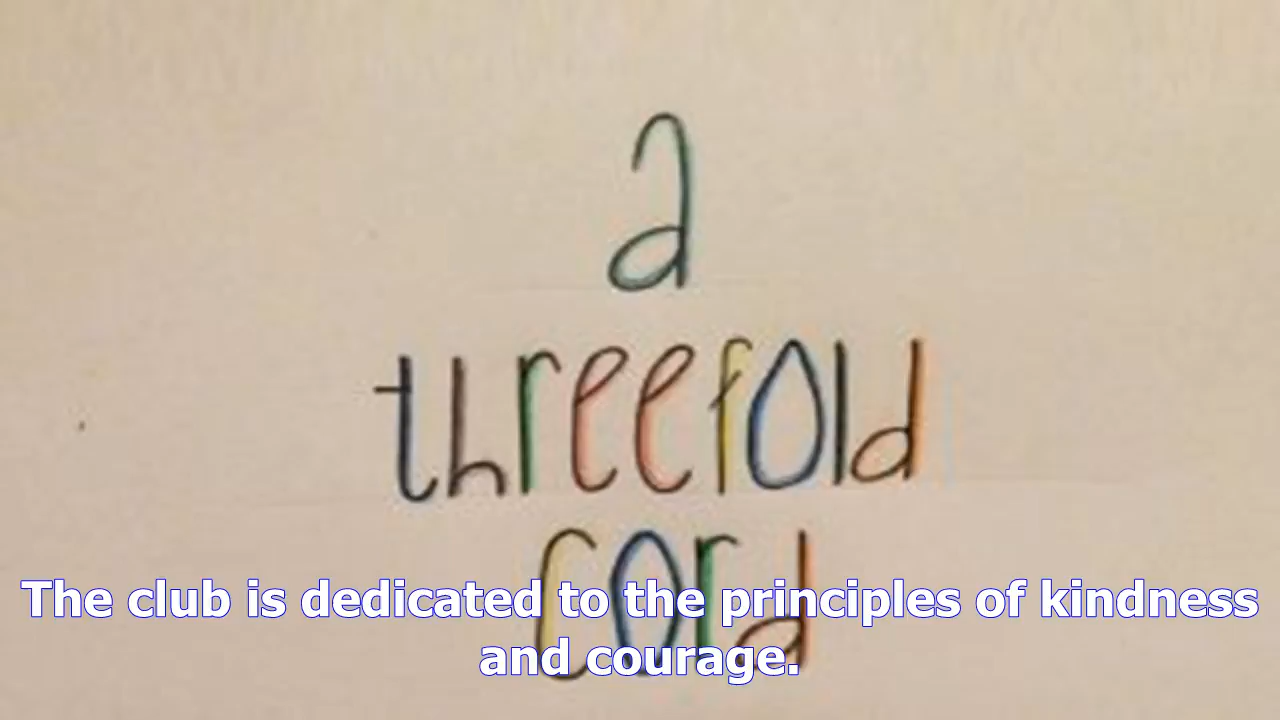 a
threefold
cord
The club is dedicated to the principles of kindness
and courage.